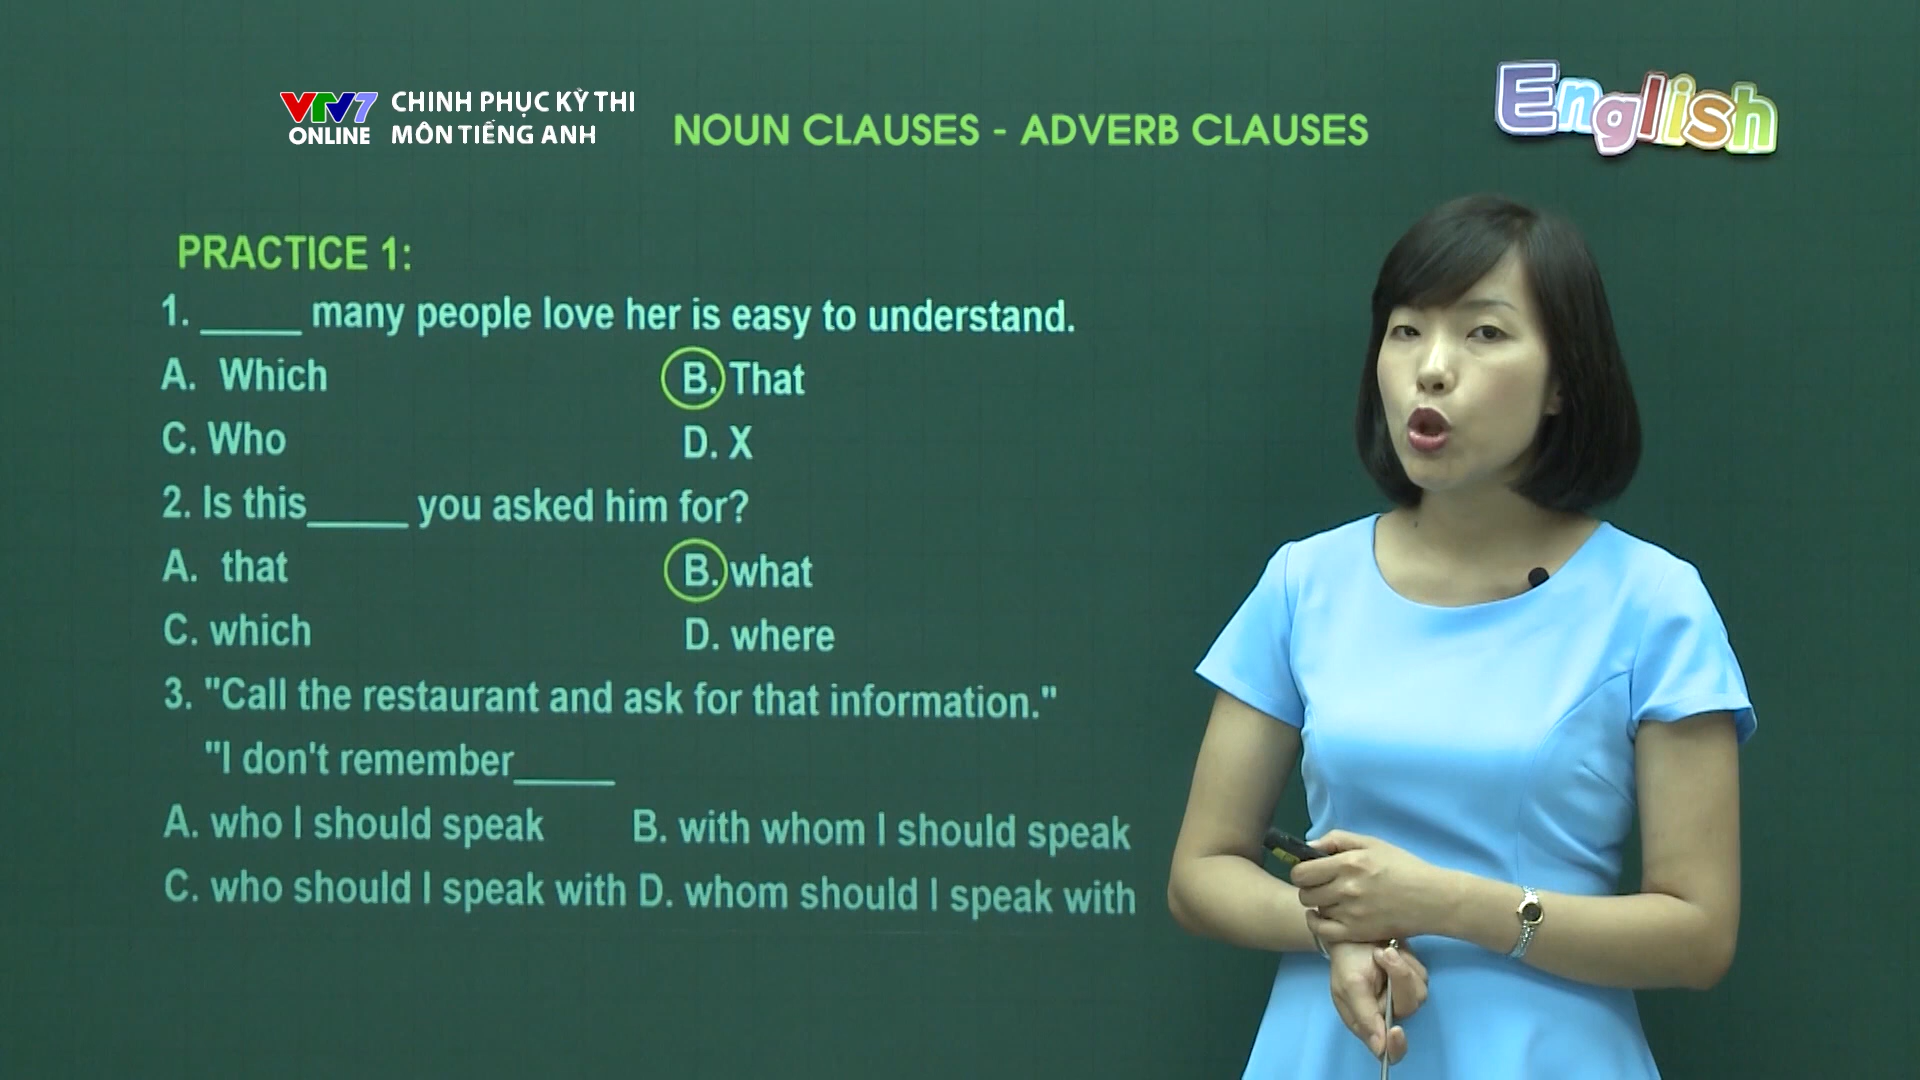 VTV7 ONLINE
CHINH PHỤC KỲ THI
MÔN TIẾNG ANH
NOUN CLAUSES - ADVERB CLAUSES
English
PRACTICE 1:
1. _____ many people love her is easy to understand.
A. Which B. That
C. Who D. X
2. Is this_____ you asked him for?
A. that B. what
C. which D. where
3. "Call the restaurant and ask for that information."
"I don't remember_____
A. who I should speak B. with whom I should speak
C. who should I speak with D. whom should I speak with